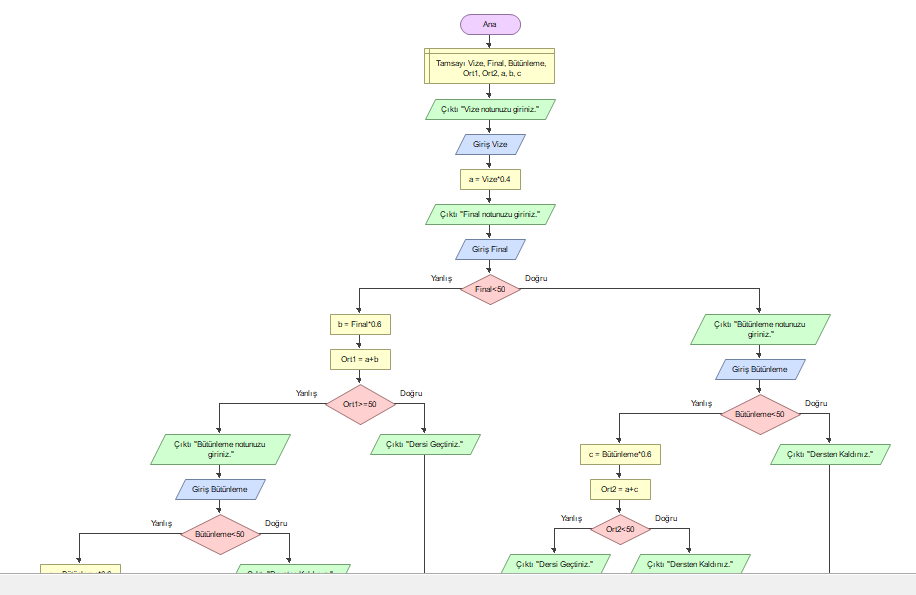 Ana
Tamsayı Vize, Final, Bütünleme,
Ort1, Ort2, a, b, c
Çıktı "Vize notunuzu giriniz."
Giriş Vize
a = Vize*0.4
Çıktı "Final notunuzu giriniz."
Giriş Final
Yanlış
Doğru
Final<50
b = Final*0.6
Çıktı "Bütünleme notunuzu
giriniz."
Ort1 = a+b
Giriş Bütünleme
Yanlış
Doğru
Ort1>=50
Yanlış
Doğru
Bütünleme<50
Çıktı "Bütünleme notunuzu
giriniz."
Çıktı "Dersi Geçtiniz."
c = Bütünleme*0.6
Çıktı "Dersten Kaldınız."
Giriş Bütünleme
Ort2 = a+c
Yanlış
Doğru
Bütünleme<50
Yanlış
Doğru
Ort2<50
Çıktı "Dersten Kaldınız."
Çıktı "Dersi Geçtiniz."
Çıktı "Dersten Kaldınız."